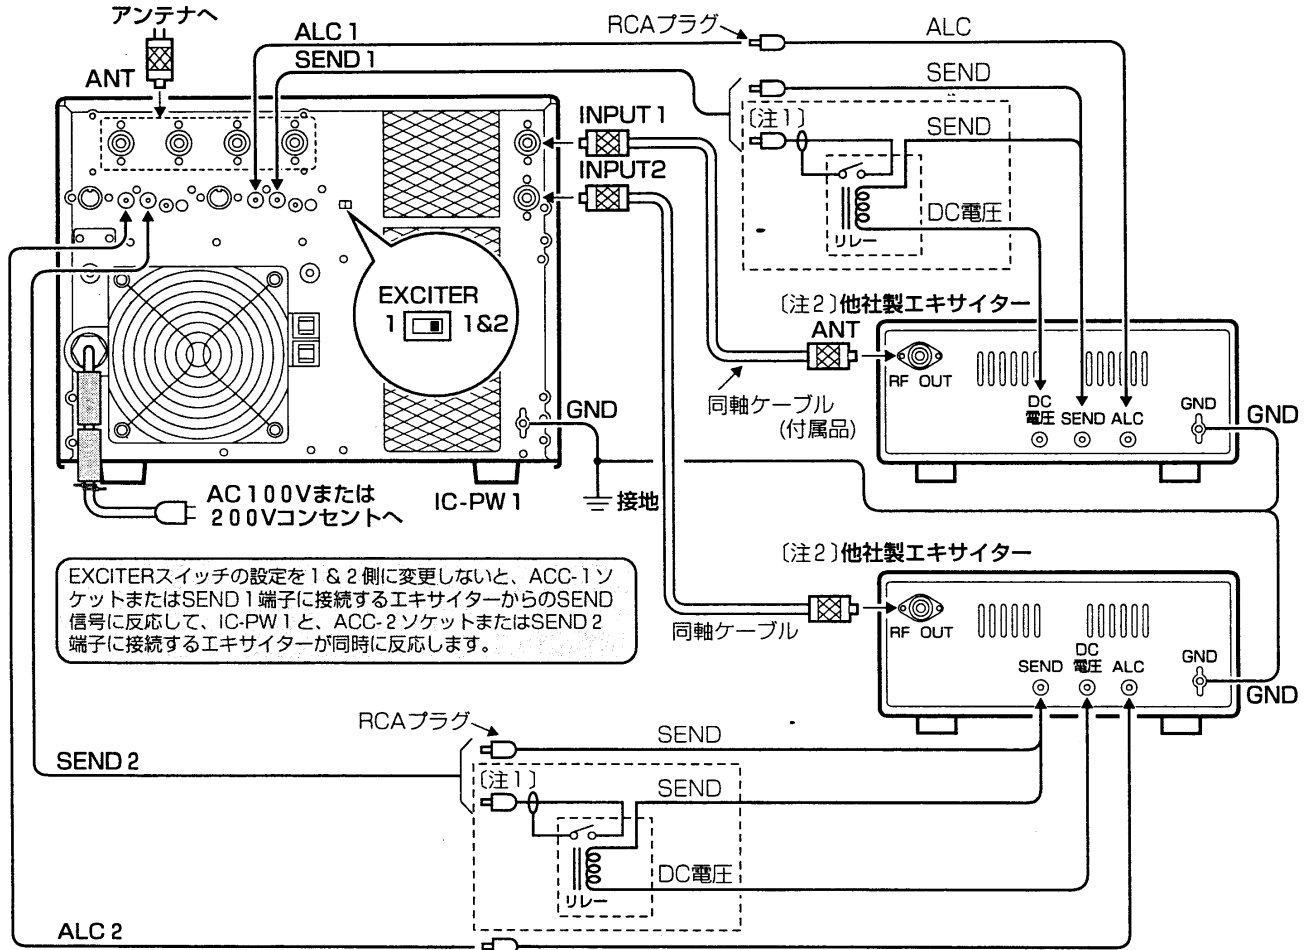 アンテナへ
ANT
ALC 1
SEND 1
RCAプラグ
ALC
SEND
〔注1〕
SEND
リレー
DC電圧
INPUT 1
INPUT2
EXCITER
1 1&2
〔注2〕他社製エキサイター
ANT
RF OUT
同軸ケーブル
(付属品)
DC
電圧 SEND ALC
GND
GND
GND
接地
AC100Vまたは
200Vコンセントへ
IC-PW1
EXCITERスイッチの設定を1&2側に変更しないと、ACC-1ソ
ケットまたはSEND1端子に接続するエキサイターからのSEND
信号に反応して、IC-PW1と、ACC-2ソケットまたはSEND2
端子に接続するエキサイターが同時に反応します。
〔注2〕他社製エキサイター
RF OUT
同軸ケーブル
SEND DC
電圧 ALC
GND
GND
RCAプラグ
SEND
SEND 2
〔注1〕
SEND
DC電圧
リレー
ALC 2